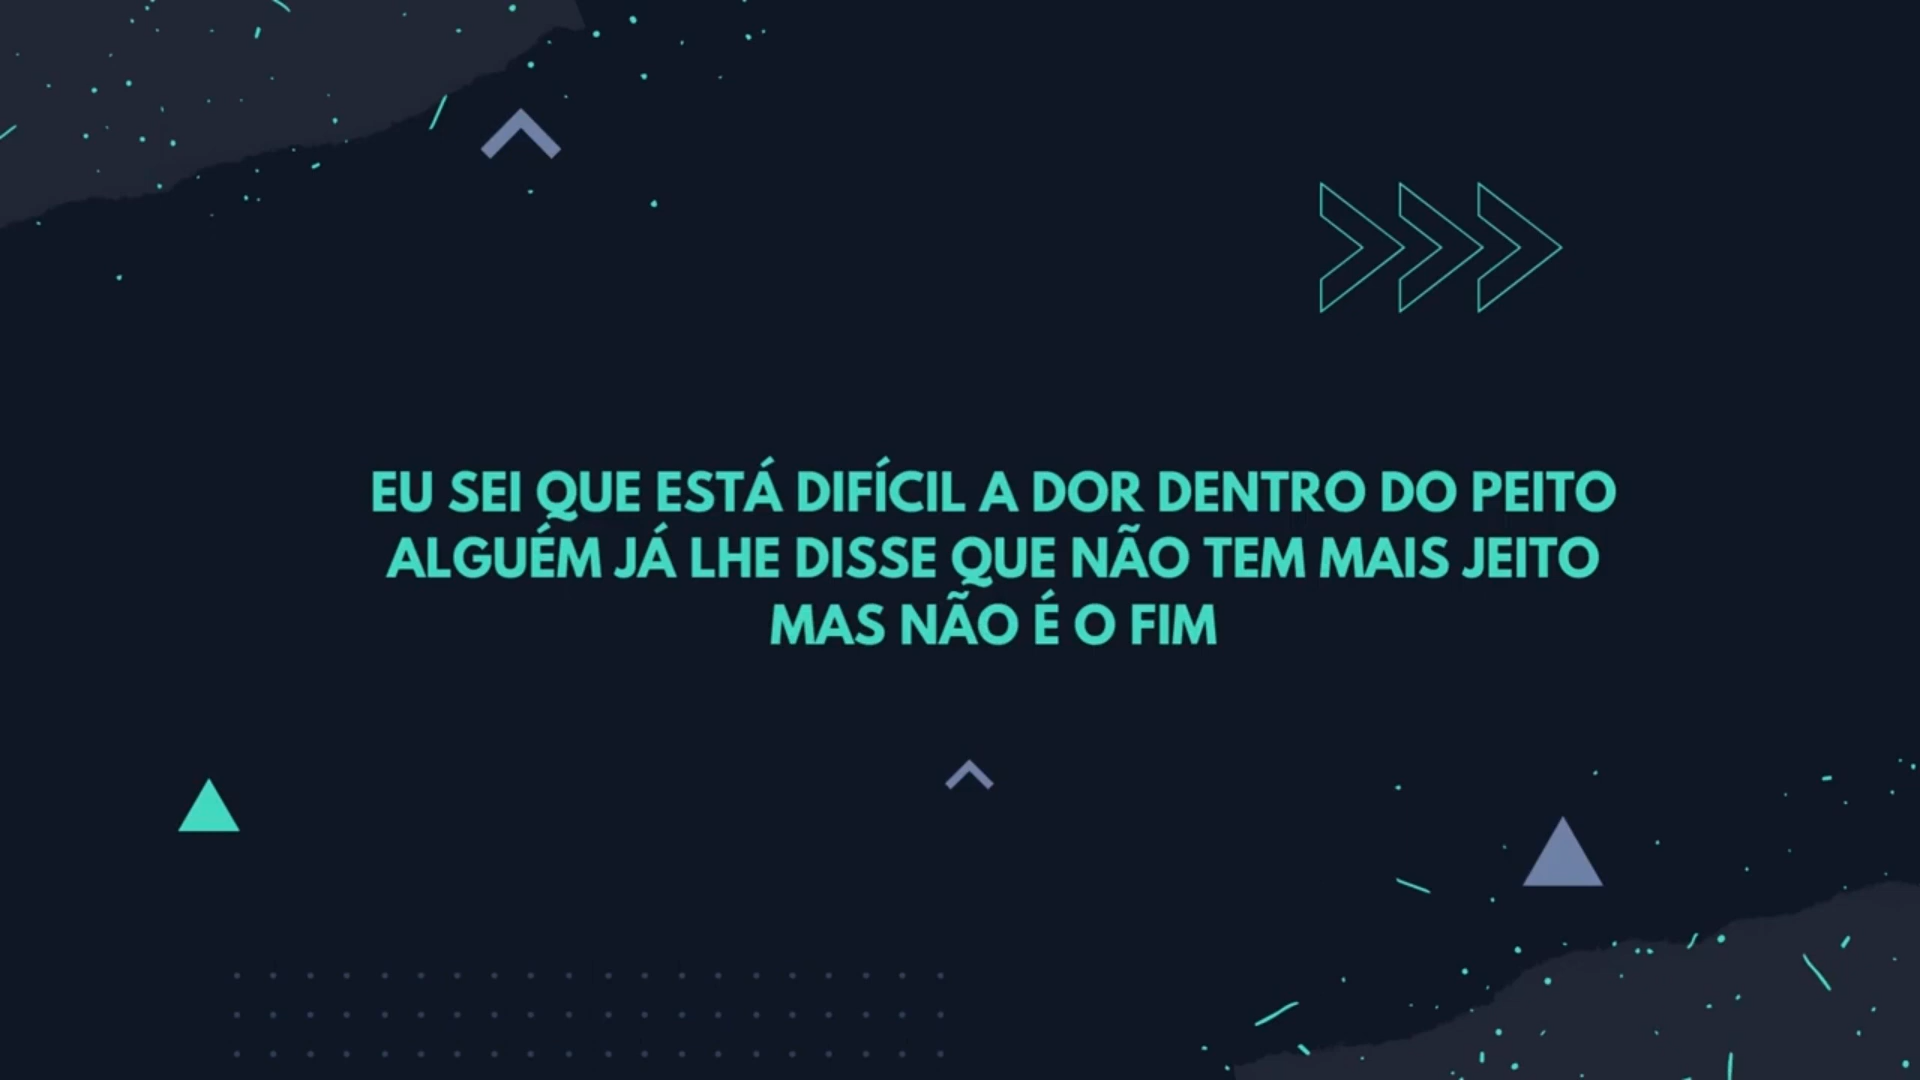 EU SEI QUE ESTÁ DIFÍCIL A DOR DENTRO DO PEITO
ALGUÉM JÁ LHE DISSE QUE NÃO TEM MAIS JEITO
MAS NÃO É O FIM